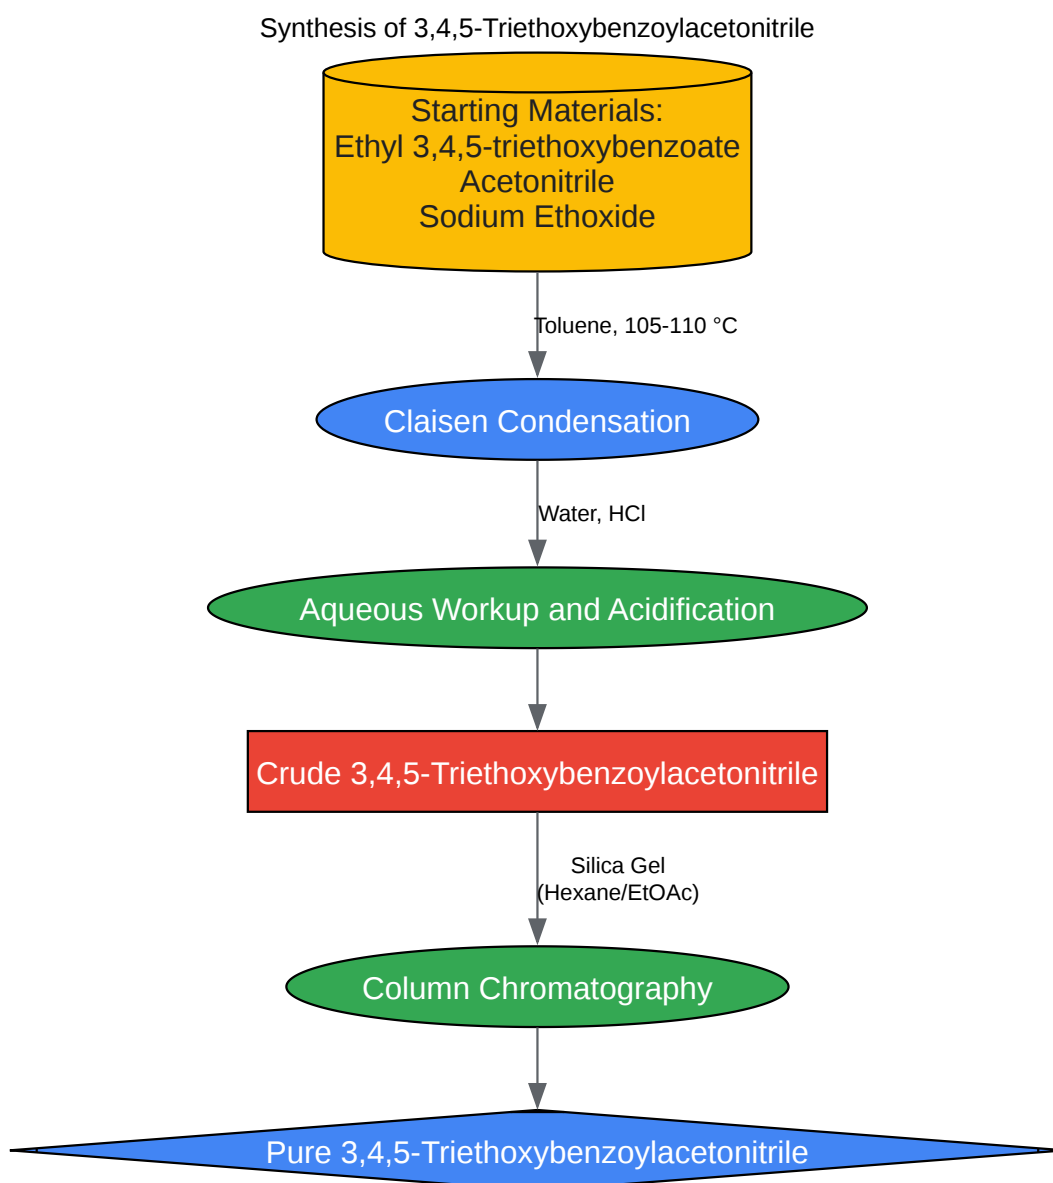 Synthesis of 3,4,5-Triethoxybenzoylacetonitrile
Starting Materials:
Ethyl 3,4,5-triethoxybenzoate
Acetonitrile
Sodium Ethoxide
Toluene, 105-110 °C
Claisen Condensation
Water, HCl
Aqueous Workup and Acidification
Crude 3,4,5-Triethoxybenzoylacetonitrile
Silica Gel
(Hexane/EtOAc)
Column Chromatography
Pure 3,4,5-Triethoxybenzoylacetonitrile